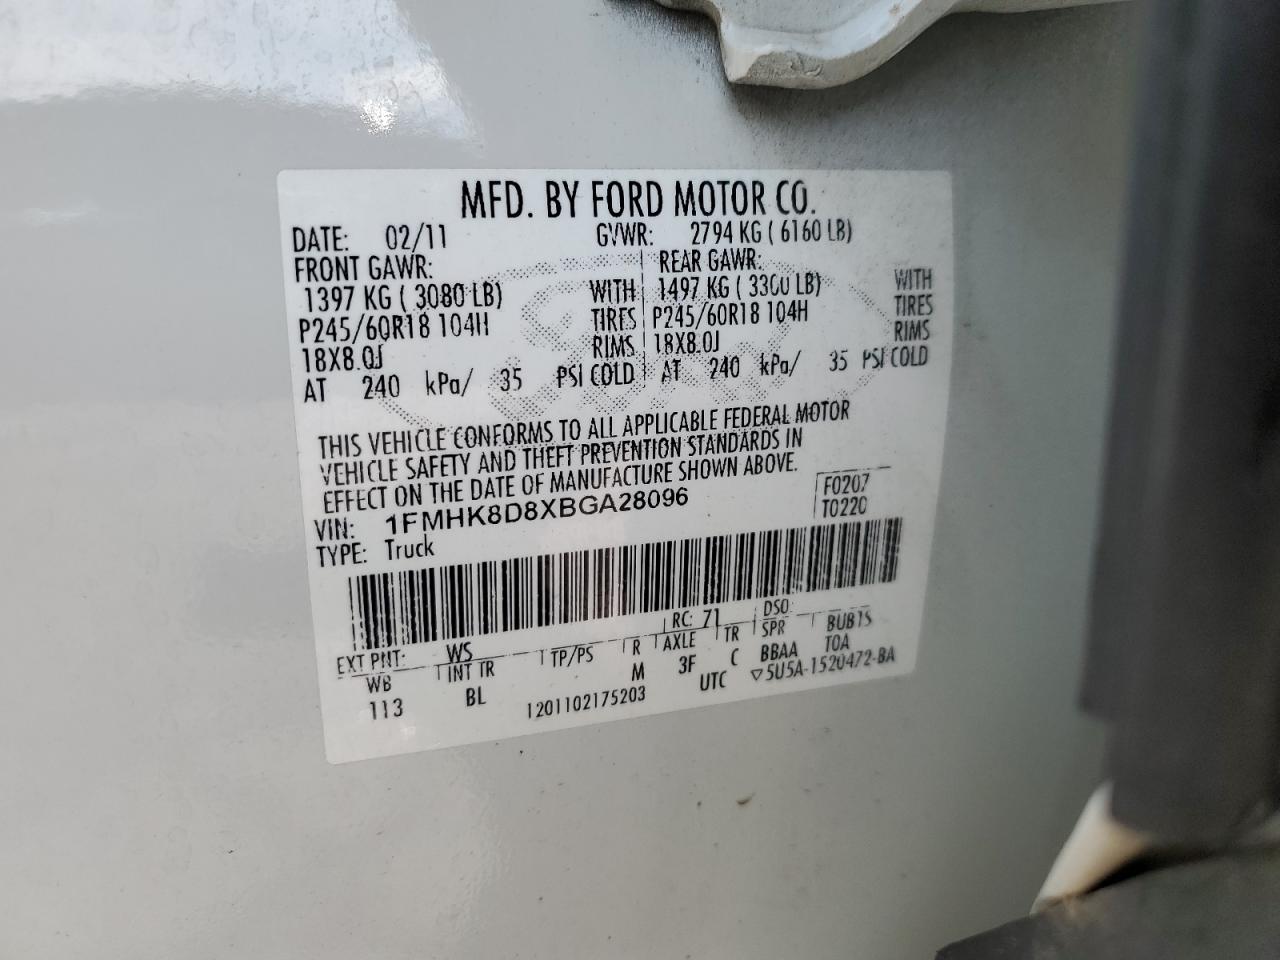 MFD. BY FORD MOTOR CO.
DATE: 02/11 GVWR: 2794 KG ( 6160 LB)
FRONT GAWR: REAR GAWR:
1397 KG ( 3080 LB) WITH 1497 KG ( 3300 LB) WITH
P245/60R18 104H TIRES P245/60R18 104H TIRES
18X8.0J RIMS 18X8.0J RIMS
AT 240 kPa/ 35 PSI COLD AT 240 kPa/ 35 PSI COLD
THIS VEHICLE CONFORMS TO ALL APPLICABLE FEDERAL MOTOR
VEHICLE SAFETY AND THEFT PREVENTION STANDARDS IN
EFFECT ON THE DATE OF MANUFACTURE SHOWN ABOVE.
VIN: 1FMHK8D8XBGA28096 F0207
TYPE: Truck T0220
EXT PNT: WS RC: 71 DSO:
WB INT TR TP/PS R AXLE TR SPR BUB1S
113 BL M 3F C BBAA TOA
1201102175203 UTC ▽5U5A-1520472-BA